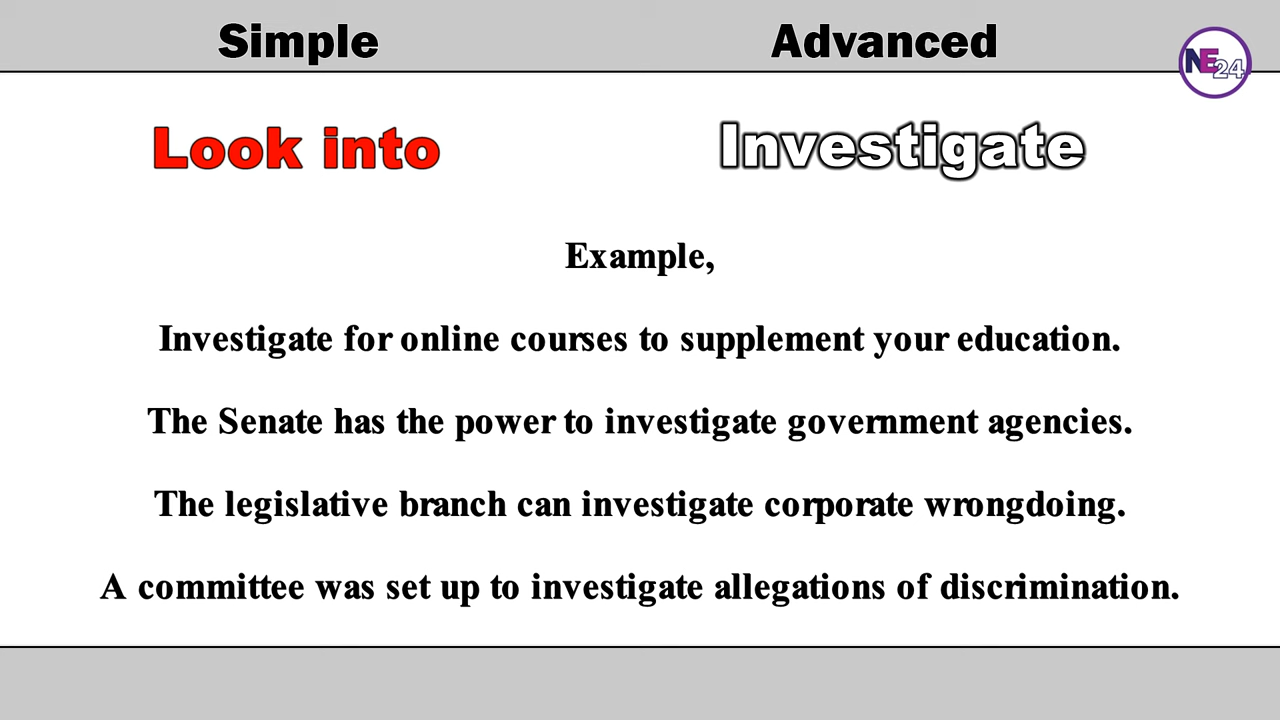 Simple Advanced
NE24
Look into Investigate
Example,
Investigate for online courses to supplement your education.
The Senate has the power to investigate government agencies.
The legislative branch can investigate corporate wrongdoing.
A committee was set up to investigate allegations of discrimination.